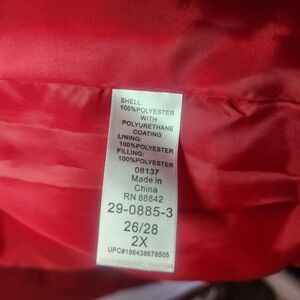 SHELL:
100%POLYESTER
WITH
POLYURETHANE
COATING
LINING:
100%POLYESTER
FILLING:
100%POLYESTER
08137
Made in
China
RN 88842
29-0885-3
26/28
2X
UPC#196438678505